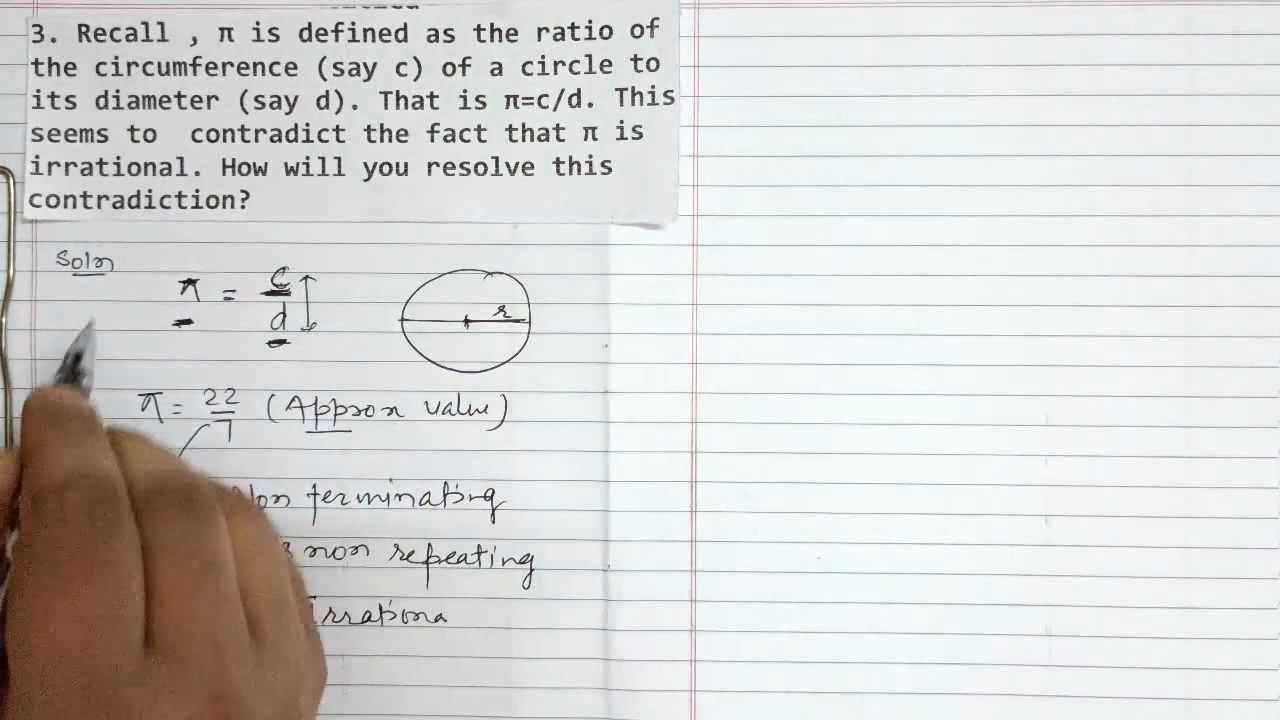 3. Recall , π is defined as the ratio of
the circumference (say c) of a circle to
its diameter (say d). That is π=c/d. This
seems to contradict the fact that π is
irrational. How will you resolve this
contradiction?
Soln
π = c/d
r
π = 22/7 (Approx value)
Non terminating
non repeating
irrationa